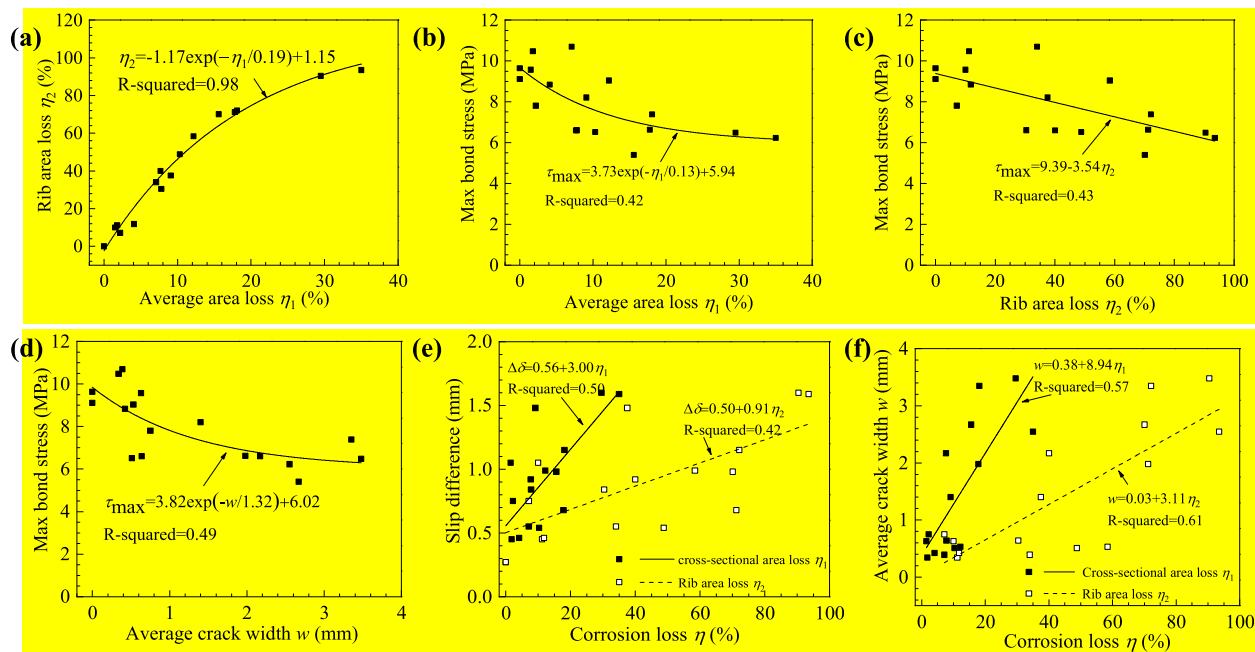 (a)
120
100
80
60
40
20
0
Rib area loss η2 (%)
η2=-1.17exp(−η1/0.19)+1.15
R-squared=0.98
0 10 20 30 40
Average area loss η1 (%)
(b)
12
10
8
6
4
2
0
Max bond stress (MPa)
τmax=3.73exp(-η1/0.13)+5.94
R-squared=0.42
0 10 20 30 40
Average area loss η1 (%)
(c)
12
10
8
6
4
2
0
Max bond stress (MPa)
τmax=9.39-3.54η2
R-squared=0.43
0 20 40 60 80 100
Rib area loss η2 (%)
(d)
12
10
8
6
4
2
0
Max bond stress (MPa)
τmax=3.82exp(-w/1.32)+6.02
R-squared=0.49
0 1 2 3 4
Average crack width w (mm)
(e)
2.0
1.5
1.0
0.5
0.0
Slip difference (mm)
Δδ=0.56+3.00η1
R-squared=0.50
Δδ=0.50+0.91η2
R-squared=0.42
cross-sectional area loss η1
Rib area loss η2
0 20 40 60 80 100
Corrosion loss η (%)
(f)
4
3
2
1
0
Average crack width w (mm)
w=0.38+8.94η1
R-squared=0.57
w=0.03+3.11η2
R-squared=0.61
Cross-sectional area loss η1
Rib area loss η2
0 20 40 60 80 100
Corrosion loss η (%)